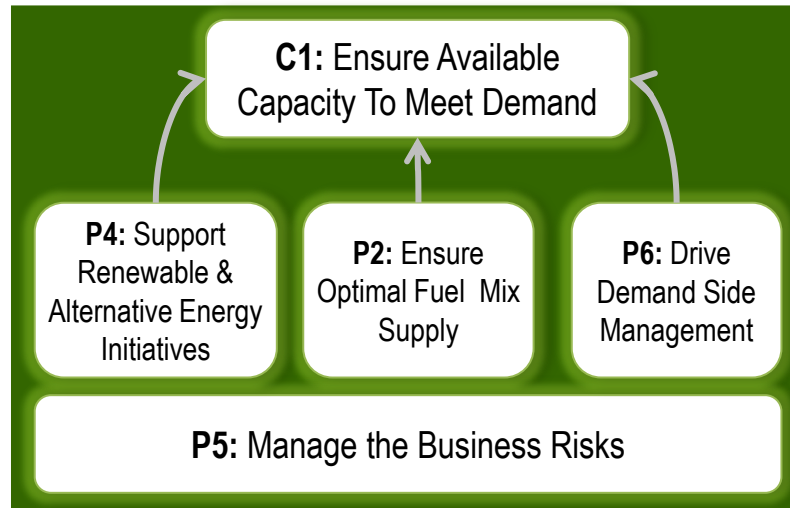 C1: Ensure Available
Capacity To Meet Demand
P4: Support
Renewable &
Alternative Energy
Initiatives
P2: Ensure
Optimal Fuel Mix
Supply
P6: Drive
Demand Side
Management
P5: Manage the Business Risks